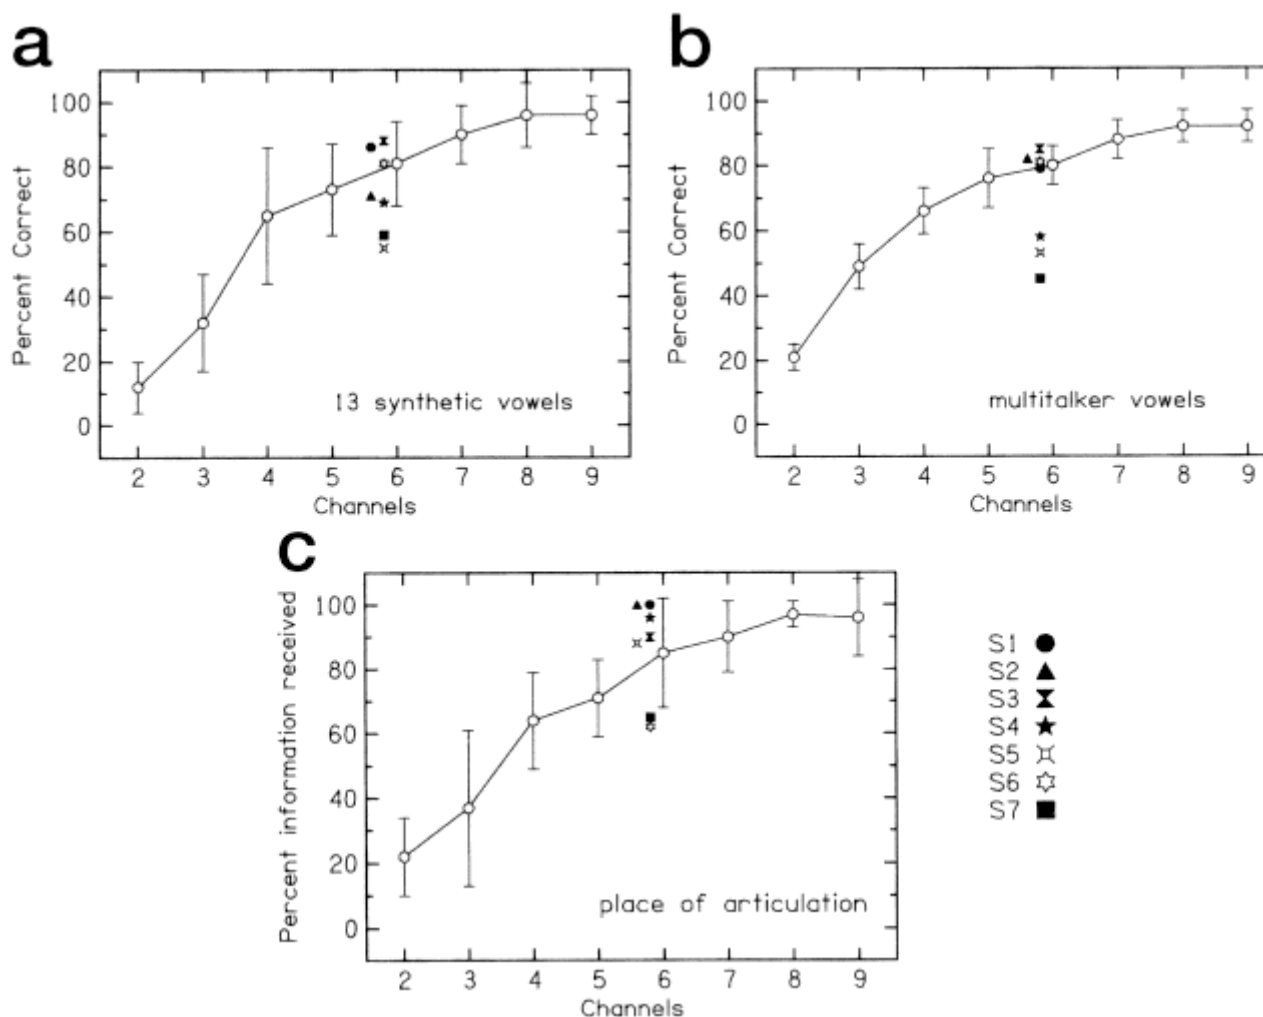 a
Percent Correct
100
80
60
40
20
0
13 synthetic vowels
2 3 4 5 6 7 8 9
Channels
b
Percent Correct
100
80
60
40
20
0
multitalker vowels
2 3 4 5 6 7 8 9
Channels
c
Percent information received
100
80
60
40
20
0
place of articulation
2 3 4 5 6 7 8 9
Channels
S1
S2
S3
S4
S5
S6
S7